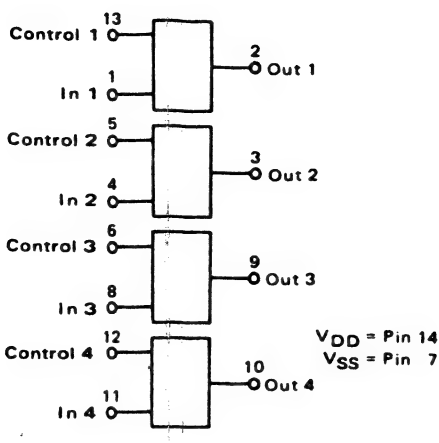 13
Control 1
2
Out 1
1
In 1
5
Control 2
3
Out 2
4
In 2
6
Control 3
9
Out 3
8
In 3
12
Control 4
10
Out 4
11
In 4
VDD = Pin 14
VSS = Pin 7